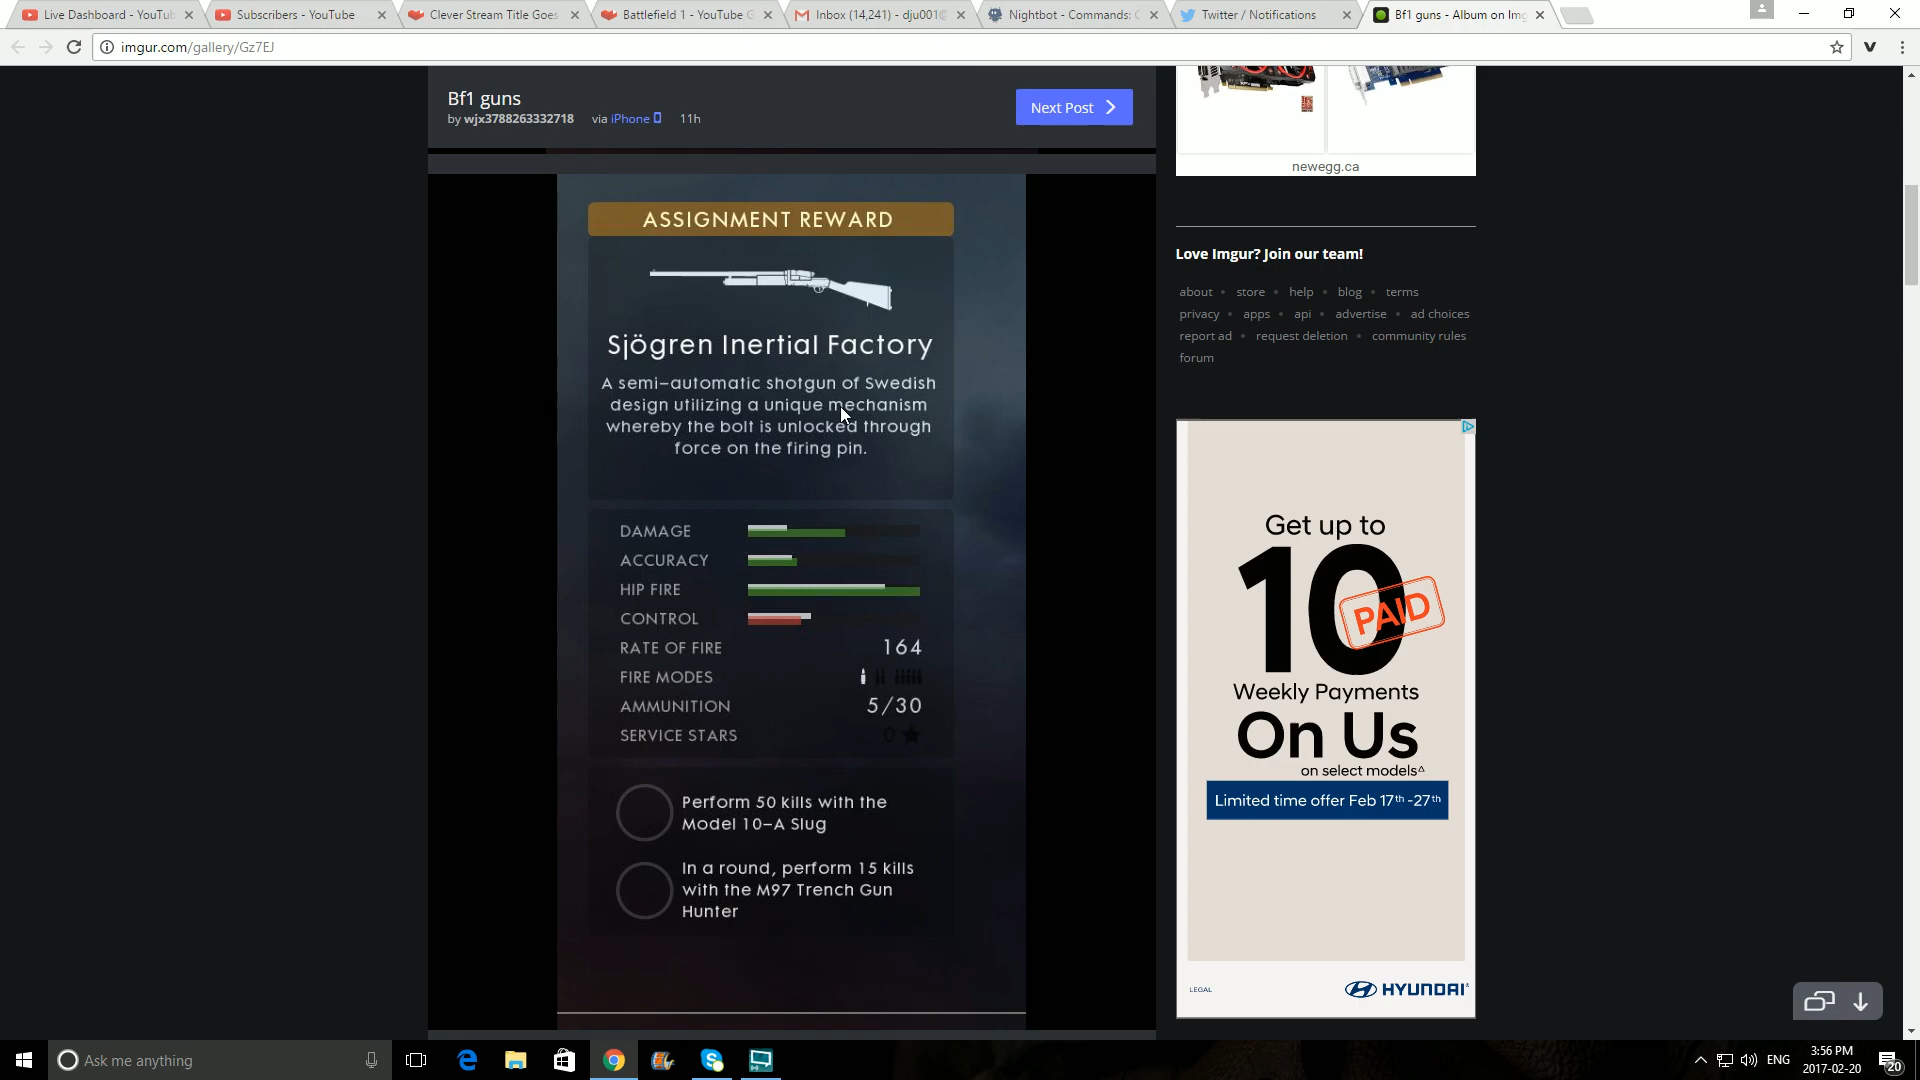 Live Dashboard - YouTub
Subscribers - YouTube
Clever Stream Title Goes
Battlefield 1 - YouTube G
Inbox (14,241) - dju001@
Nightbot - Commands: C
Twitter / Notifications
Bf1 guns - Album on Img
imgur.com/gallery/Gz7EJ
Bf1 guns
by wjx3788263332718 via iPhone 11h
Next Post
newegg.ca
ASSIGNMENT REWARD
Sjögren Inertial Factory
A semi-automatic shotgun of Swedish
design utilizing a unique mechanism
whereby the bolt is unlocked through
force on the firing pin.
DAMAGE
ACCURACY
HIP FIRE
CONTROL
RATE OF FIRE 164
FIRE MODES
AMMUNITION 5/30
SERVICE STARS 0
Perform 50 kills with the
Model 10-A Slug
In a round, perform 15 kills
with the M97 Trench Gun
Hunter
Love Imgur? Join our team!
about • store • help • blog • terms
privacy • apps • api • advertise • ad choices
report ad • request deletion • community rules
forum
Get up to
10
PAID
Weekly Payments
On Us
on select models^
Limited time offer Feb 17th -27th
LEGAL
HYUNDAI
Ask me anything
ENG
3:56 PM
2017-02-20
20